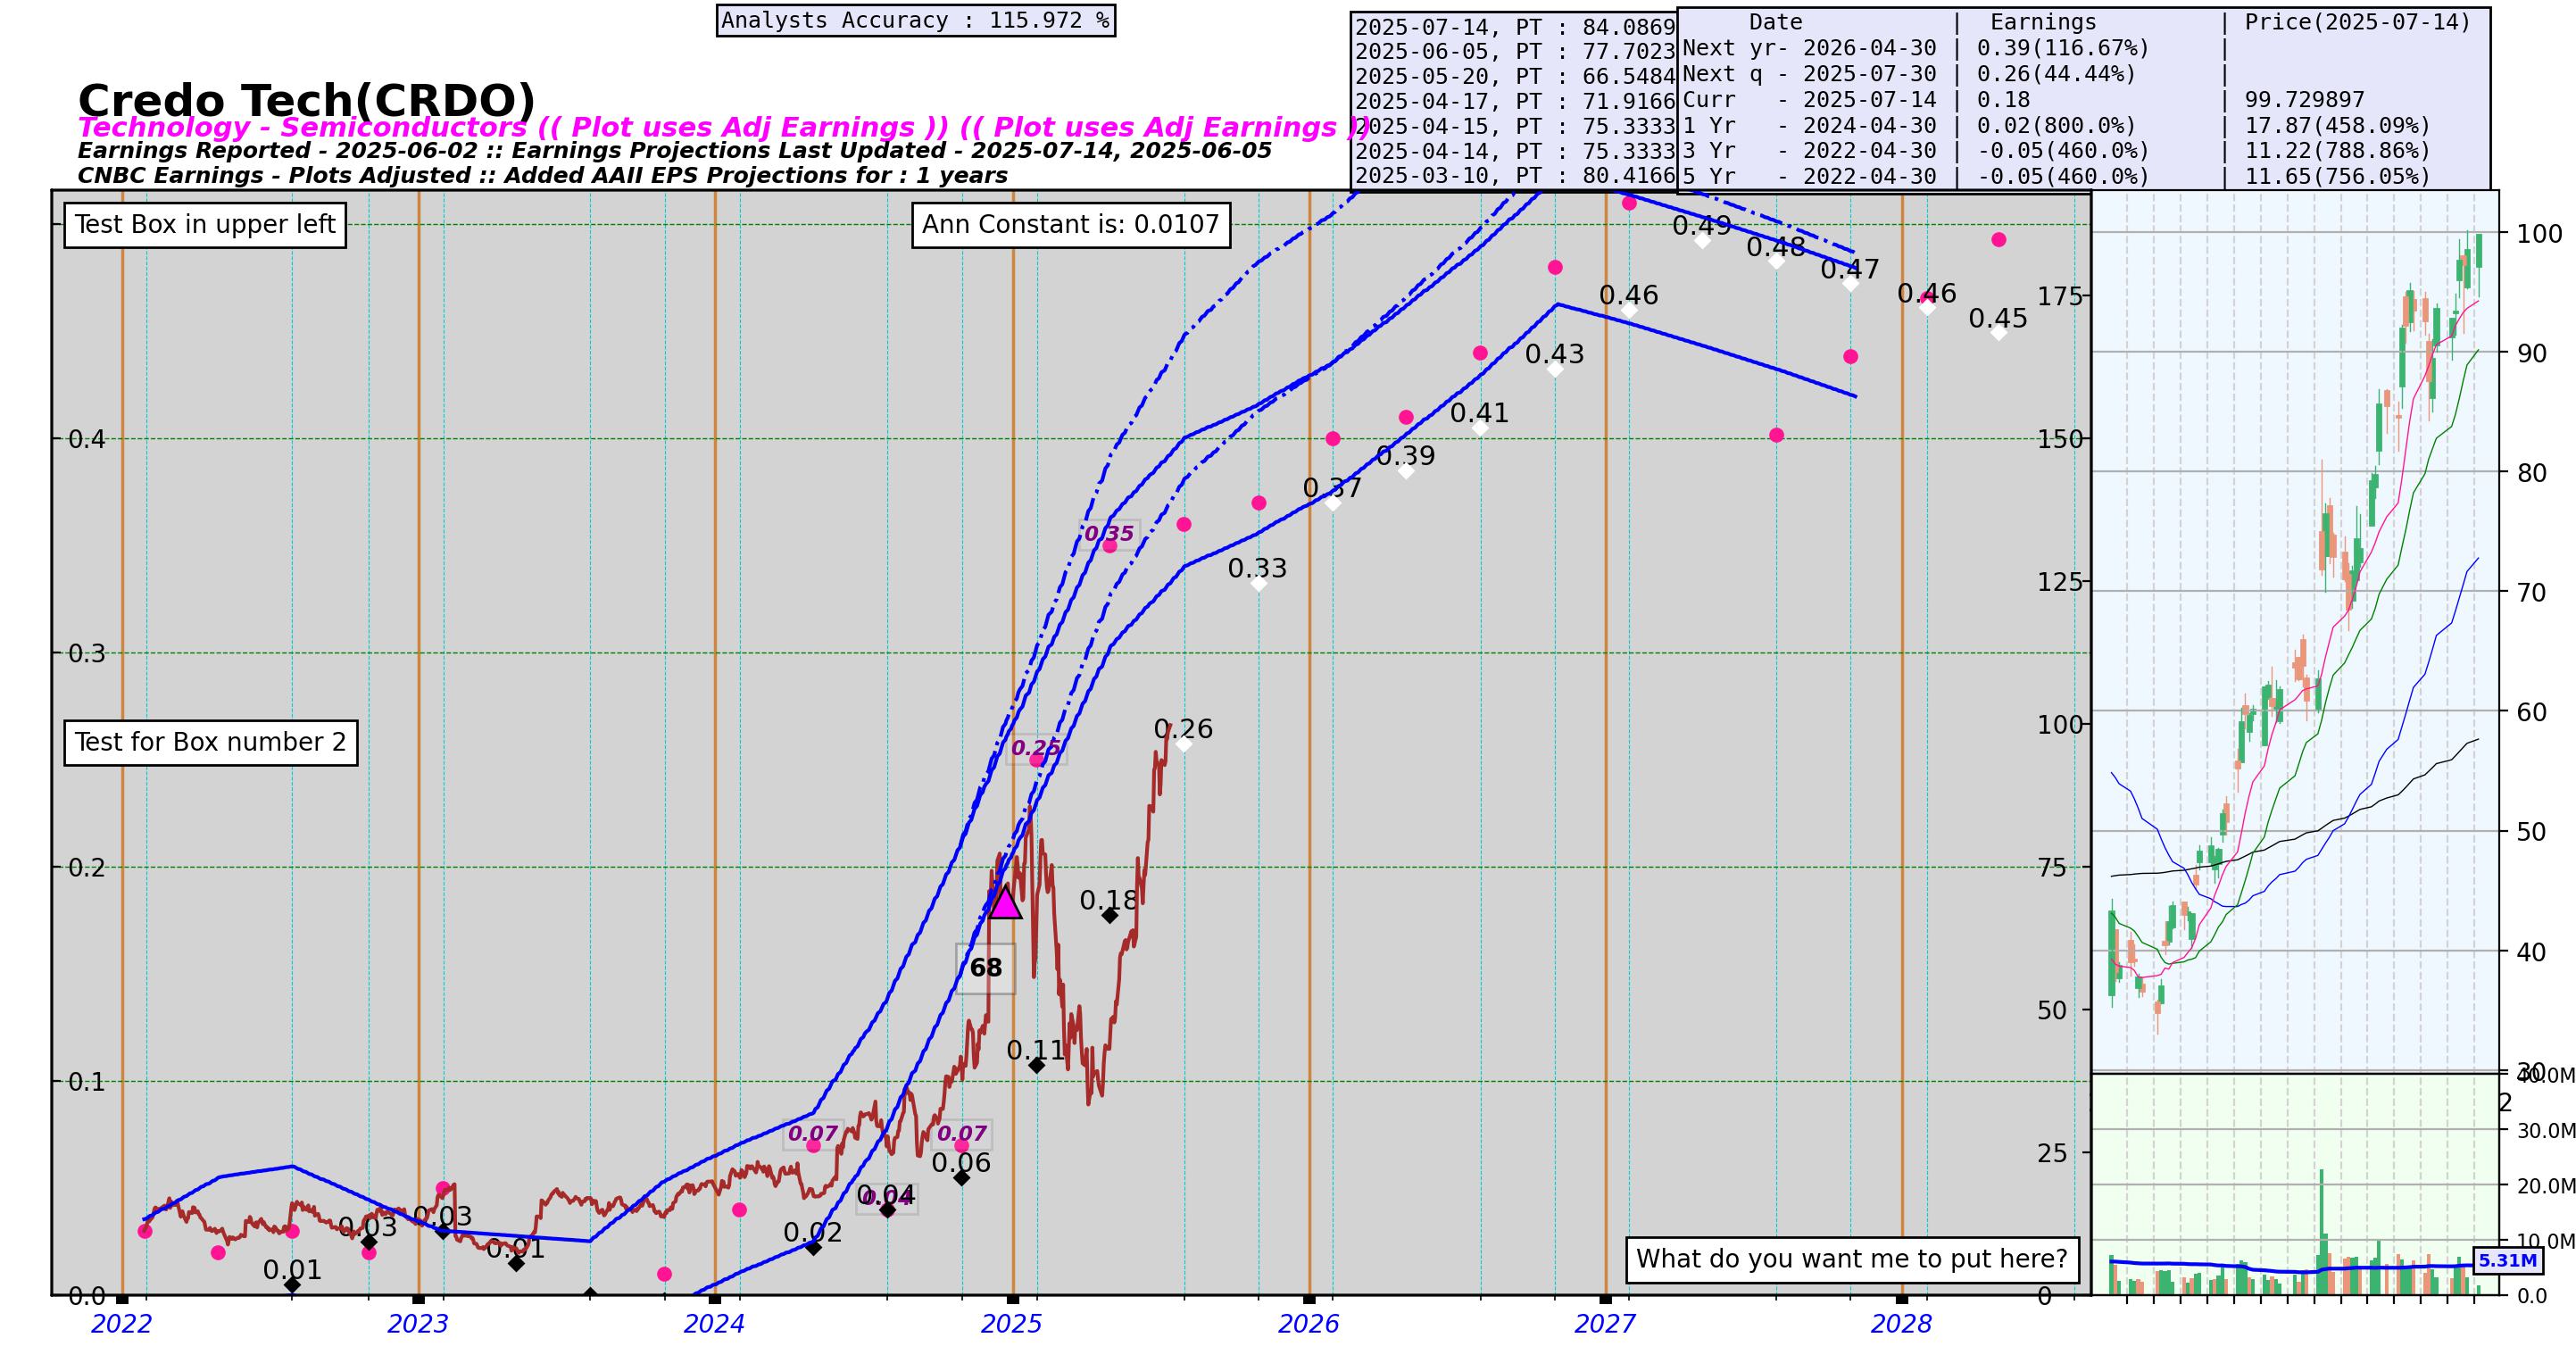 Analysts Accuracy : 115.972 %
2025-07-14, PT : 84.0869
2025-06-05, PT : 77.7023
2025-05-20, PT : 66.5484
2025-04-17, PT : 71.9166
2025-04-15, PT : 75.3333
2025-04-14, PT : 75.3333
2025-03-10, PT : 80.4166
Date | Earnings | Price(2025-07-14)
Next yr- 2026-04-30 | 0.39(116.67%) |
Next q - 2025-07-30 | 0.26(44.44%) |
Curr - 2025-07-14 | 0.18 | 99.729897
1 Yr - 2024-04-30 | 0.02(800.0%) | 17.87(458.09%)
3 Yr - 2022-04-30 | -0.05(460.0%) | 11.22(788.86%)
5 Yr - 2022-04-30 | -0.05(460.0%) | 11.65(756.05%)
Credo Tech(CRDO)
Technology - Semiconductors (( Plot uses Adj Earnings )) (( Plot uses Adj Earnings ))
Earnings Reported - 2025-06-02 :: Earnings Projections Last Updated - 2025-07-14, 2025-06-05
CNBC Earnings - Plots Adjusted :: Added AAII EPS Projections for : 1 years
Test Box in upper left
Ann Constant is: 0.0107
Test for Box number 2
What do you want me to put here?
0.4
0.3
0.2
0.1
0.0
0.01
0.03
0.03
0.01
0.02
0.04
0.06
0.11
0.18
0.26
0.33
0.37
0.39
0.41
0.43
0.46
0.49
0.48
0.47
0.46
0.45
0.07
0.04
0.07
0.25
0.35
68
175
150
125
100
75
50
25
0
100
90
80
70
60
50
40
30
40.0M
2
30.0M
20.0M
10.0M
5.31M
0.0
2022
2023
2024
2025
2026
2027
2028